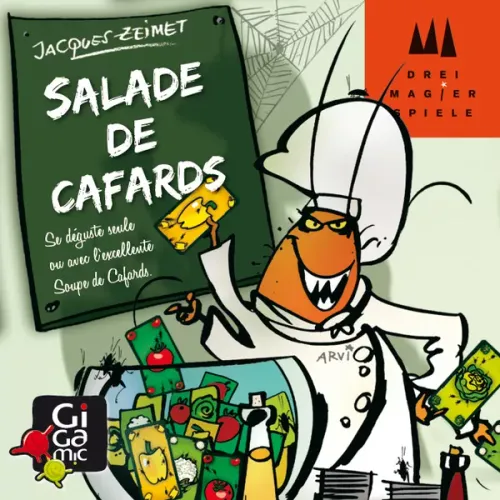 JACQUES ZEIMET
SALADE
DE
CAFARDS
Se déguste seule
ou avec l'excellente
Soupe de Cafards.
DREI
MAGIER
SPIELE
ARVI
GiGamic